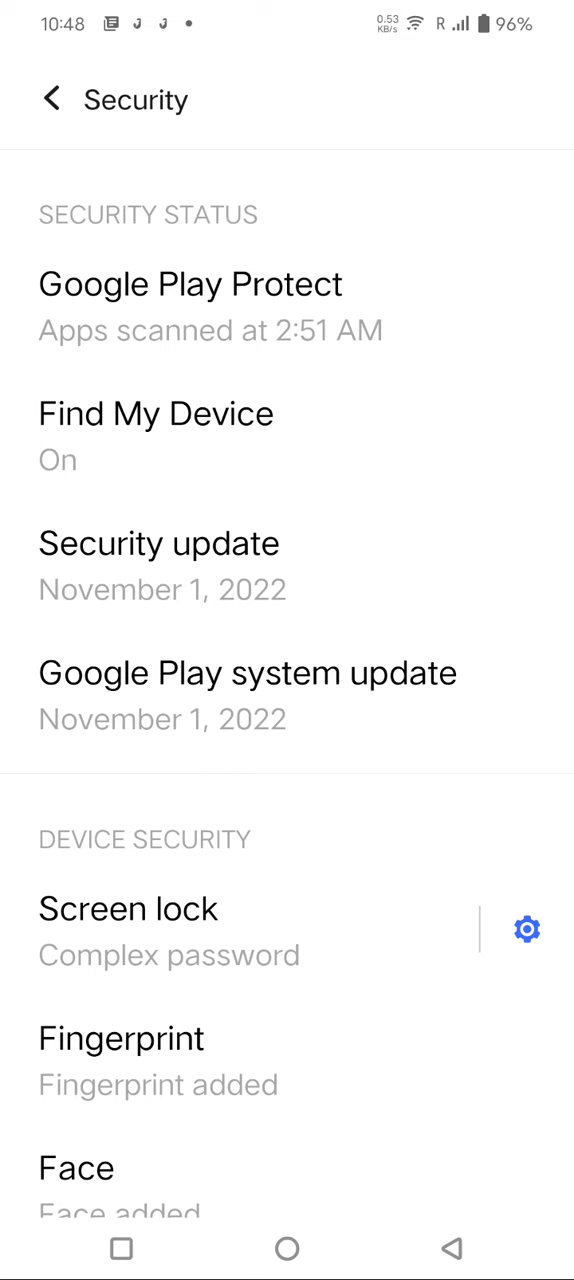 10:48
0.53
KB/s
R
96%
Security
SECURITY STATUS
Google Play Protect
Apps scanned at 2:51 AM
Find My Device
On
Security update
November 1, 2022
Google Play system update
November 1, 2022
DEVICE SECURITY
Screen lock
Complex password
Fingerprint
Fingerprint added
Face
Face added